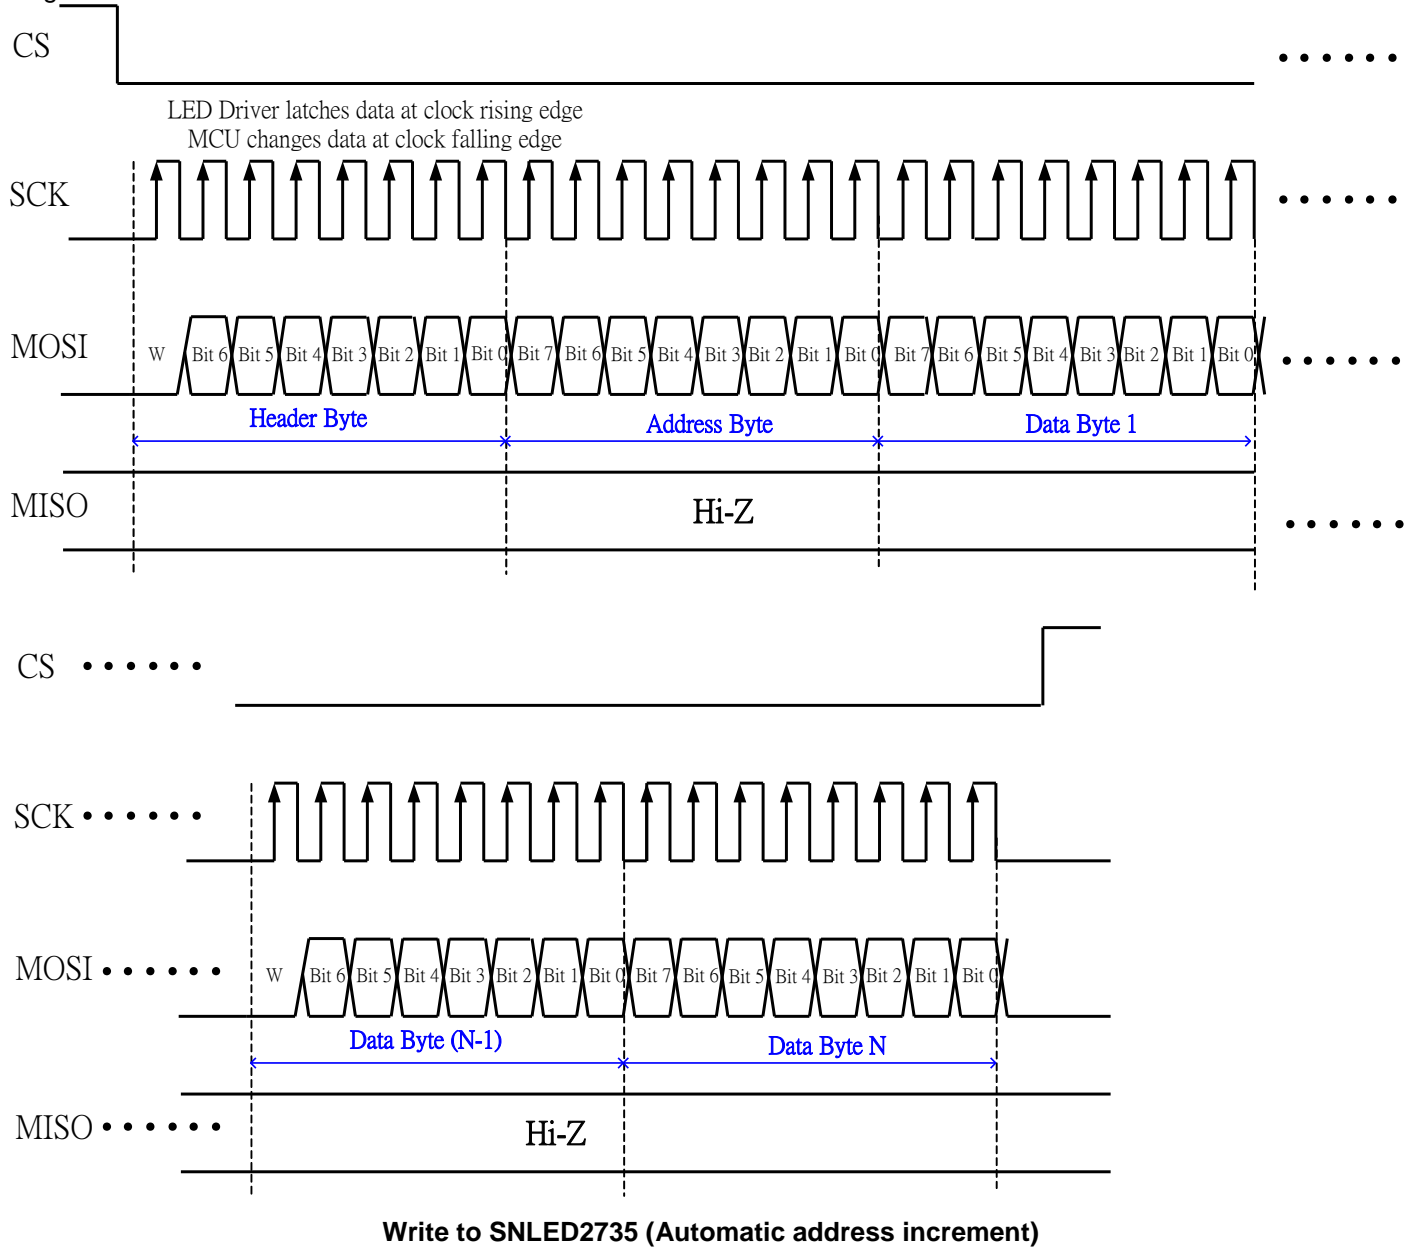 g
CS
LED Driver latches data at clock rising edge
MCU changes data at clock falling edge
SCK
MOSI W Bit 6 Bit 5 Bit 4 Bit 3 Bit 2 Bit 1 Bit 0 Bit 7 Bit 6 Bit 5 Bit 4 Bit 3 Bit 2 Bit 1 Bit 0 Bit 7 Bit 6 Bit 5 Bit 4 Bit 3 Bit 2 Bit 1 Bit 0
Header Byte Address Byte Data Byte 1
MISO Hi-Z
CS
SCK
MOSI W Bit 6 Bit 5 Bit 4 Bit 3 Bit 2 Bit 1 Bit 0 Bit 7 Bit 6 Bit 5 Bit 4 Bit 3 Bit 2 Bit 1 Bit 0
Data Byte (N-1) Data Byte N
MISO Hi-Z
Write to SNLED2735 (Automatic address increment)